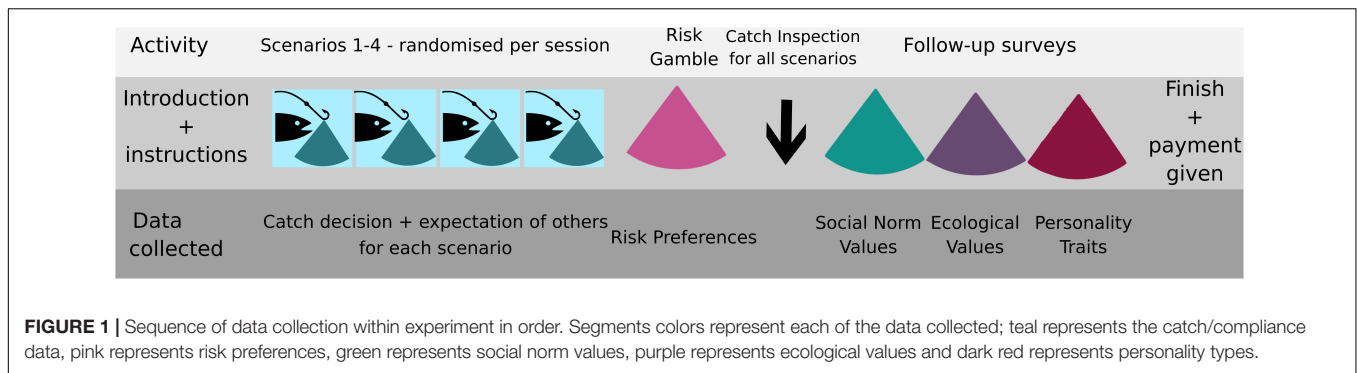 Activity
Scenarios 1-4 - randomised per session
Risk
Gamble
Catch Inspection
for all scenarios
Follow-up surveys
Introduction
+
instructions
Finish
+
payment
given
Data
collected
Catch decision + expectation of others
for each scenario
Risk Preferences
Social Norm
Values
Ecological
Values
Personality
Traits
FIGURE 1 | Sequence of data collection within experiment in order. Segments colors represent each of the data collected; teal represents the catch/compliance
data, pink represents risk preferences, green represents social norm values, purple represents ecological values and dark red represents personality types.